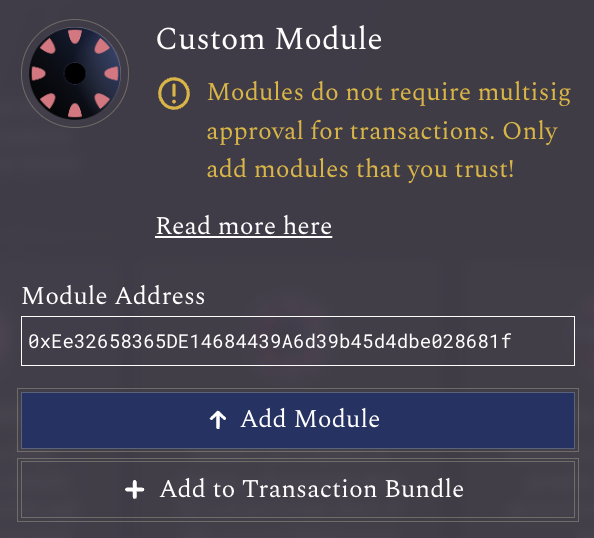 Custom Module
Modules do not require multisig
approval for transactions. Only
add modules that you trust!
Read more here
Module Address
0xEe32658365DE14684439A6d39b45d4dbe028681f
Add Module
Add to Transaction Bundle